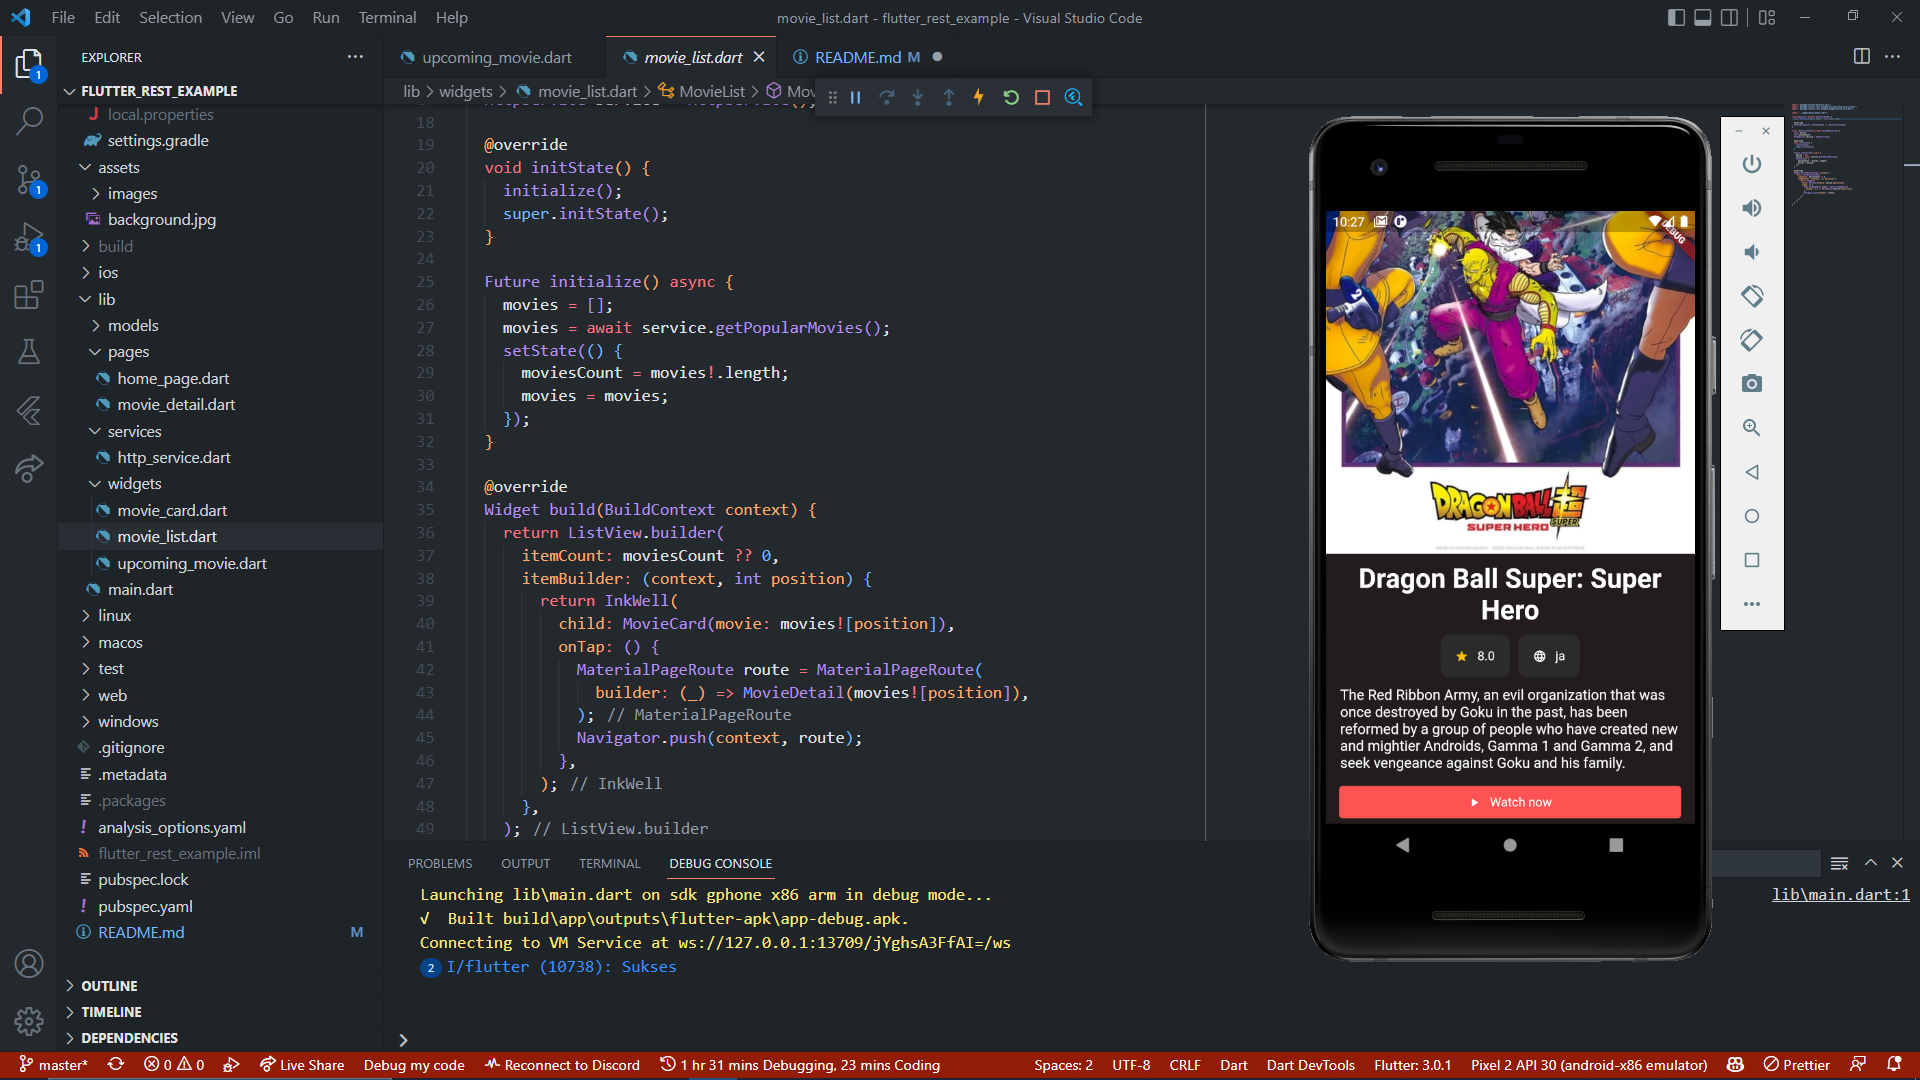 File Edit Selection View Go Run Terminal Help
movie_list.dart - flutter_rest_example - Visual Studio Code
EXPLORER
FLUTTER_REST_EXAMPLE
local.properties
settings.gradle
assets
images
background.jpg
build
ios
lib
models
pages
home_page.dart
movie_detail.dart
services
http_service.dart
widgets
movie_card.dart
movie_list.dart
upcoming_movie.dart
main.dart
linux
macos
test
web
windows
.gitignore
.metadata
.packages
analysis_options.yaml
flutter_rest_example.iml
pubspec.lock
pubspec.yaml
README.md M
OUTLINE
TIMELINE
DEPENDENCIES
1
1
1
upcoming_movie.dart
movie_list.dart
README.md M
lib > widgets > movie_list.dart > MovieList > Mov
18
19 @override
20 void initState() {
21 initialize();
22 super.initState();
23 }
24
25 Future initialize() async {
26 movies = [];
27 movies = await service.getPopularMovies();
28 setState(() {
29 moviesCount = movies!.length;
30 movies = movies;
31 });
32 }
33
34 @override
35 Widget build(BuildContext context) {
36 return ListView.builder(
37 itemCount: moviesCount ?? 0,
38 itemBuilder: (context, int position) {
39 return InkWell(
40 child: MovieCard(movie: movies![position]),
41 onTap: () {
42 MaterialPageRoute route = MaterialPageRoute(
43 builder: (_) => MovieDetail(movies![position]),
44 ); // MaterialPageRoute
45 Navigator.push(context, route);
46 },
47 ); // InkWell
48 },
49 ); // ListView.builder
PROBLEMS OUTPUT TERMINAL DEBUG CONSOLE
Launching lib\main.dart on sdk gphone x86 arm in debug mode...
lib\main.dart:1
√ Built build\app\outputs\flutter-apk\app-debug.apk.
Connecting to VM Service at ws://127.0.0.1:13709/jYghsA3FfAI=/ws
2 I/flutter (10738): Sukses
10:27
DEBUG
DRAGONBALL超
SUPER
SUPER HERO
Dragon Ball Super: Super
Hero
8.0
ja
The Red Ribbon Army, an evil organization that was
once destroyed by Goku in the past, has been
reformed by a group of people who have created new
and mightier Androids, Gamma 1 and Gamma 2, and
seek vengeance against Goku and his family.
Watch now
master* 0 0 Live Share Debug my code Reconnect to Discord 1 hr 31 mins Debugging, 23 mins Coding Spaces: 2 UTF-8 CRLF Dart Dart DevTools Flutter: 3.0.1 Pixel 2 API 30 (android-x86 emulator) Prettier